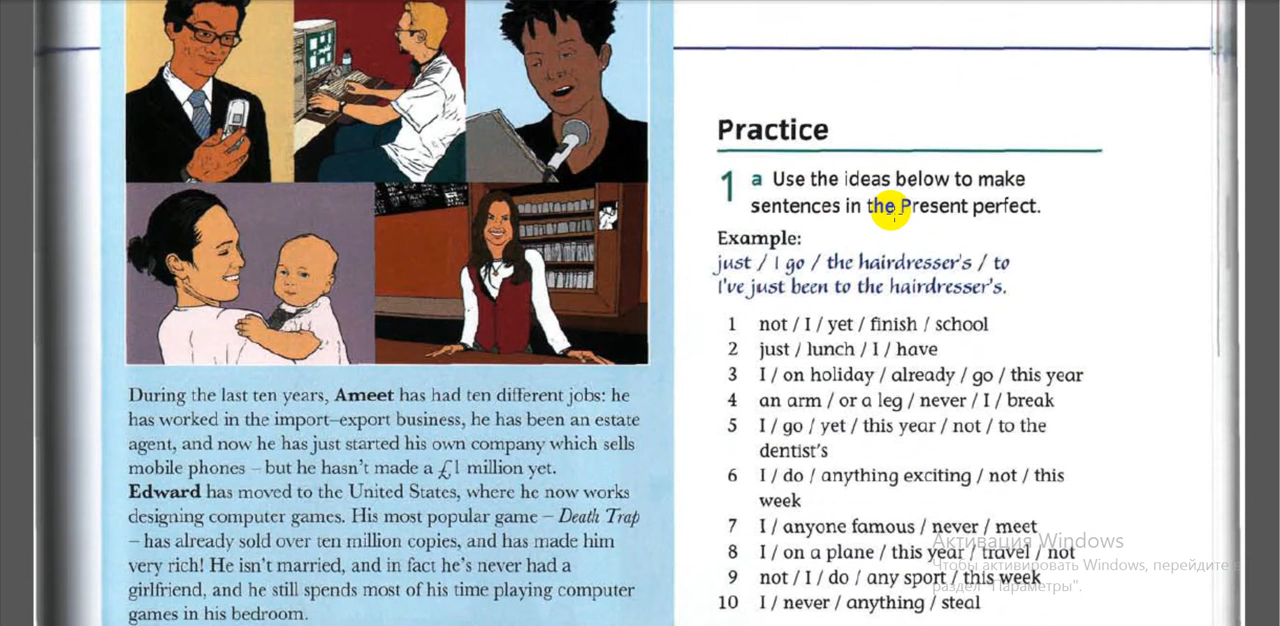 During the last ten years, Ameet has had ten different jobs: he
has worked in the import–export business, he has been an estate
agent, and now he has just started his own company which sells
mobile phones – but he hasn't made a £1 million yet.
Edward has moved to the United States, where he now works
designing computer games. His most popular game – Death Trap
– has already sold over ten million copies, and has made him
very rich! He isn't married, and in fact he's never had a
girlfriend, and he still spends most of his time playing computer
games in his bedroom.
Practice
1 a Use the ideas below to make
sentences in the Present perfect.
Example:
just / I go / the hairdresser's / to
I've just been to the hairdresser's.
1 not / I / yet / finish / school
2 just / lunch / I / have
3 I / on holiday / already / go / this year
4 an arm / or a leg / never / I / break
5 I / go / yet / this year / not / to the
dentist's
6 I / do / anything exciting / not / this
week
7 I / anyone famous / never / meet
8 I / on a plane / this year / travel / not
9 not / I / do / any sport / this week
10 I / never / anything / steal
Активация Windows
Чтобы активировать Windows, перейдите в
раздел "Параметры".